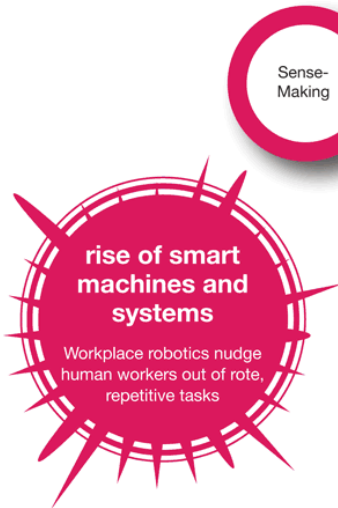 Sense-
Making
rise of smart
machines and
systems
Workplace robotics nudge
human workers out of rote,
repetitive tasks